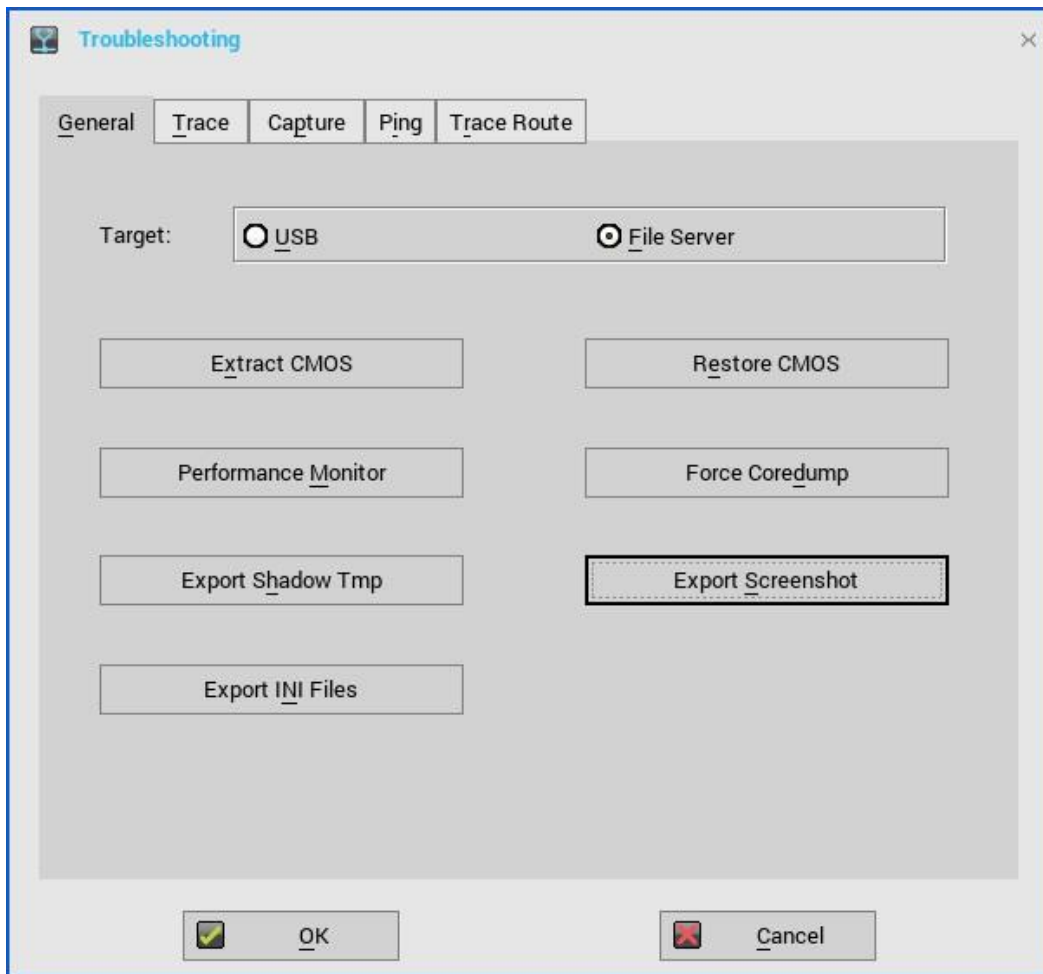 Troubleshooting
General Trace Capture Ping Trace Route
Target: USB File Server
Extract CMOS Restore CMOS
Performance Monitor Force Coredump
Export Shadow Tmp Export Screenshot
Export INI Files
OK Cancel